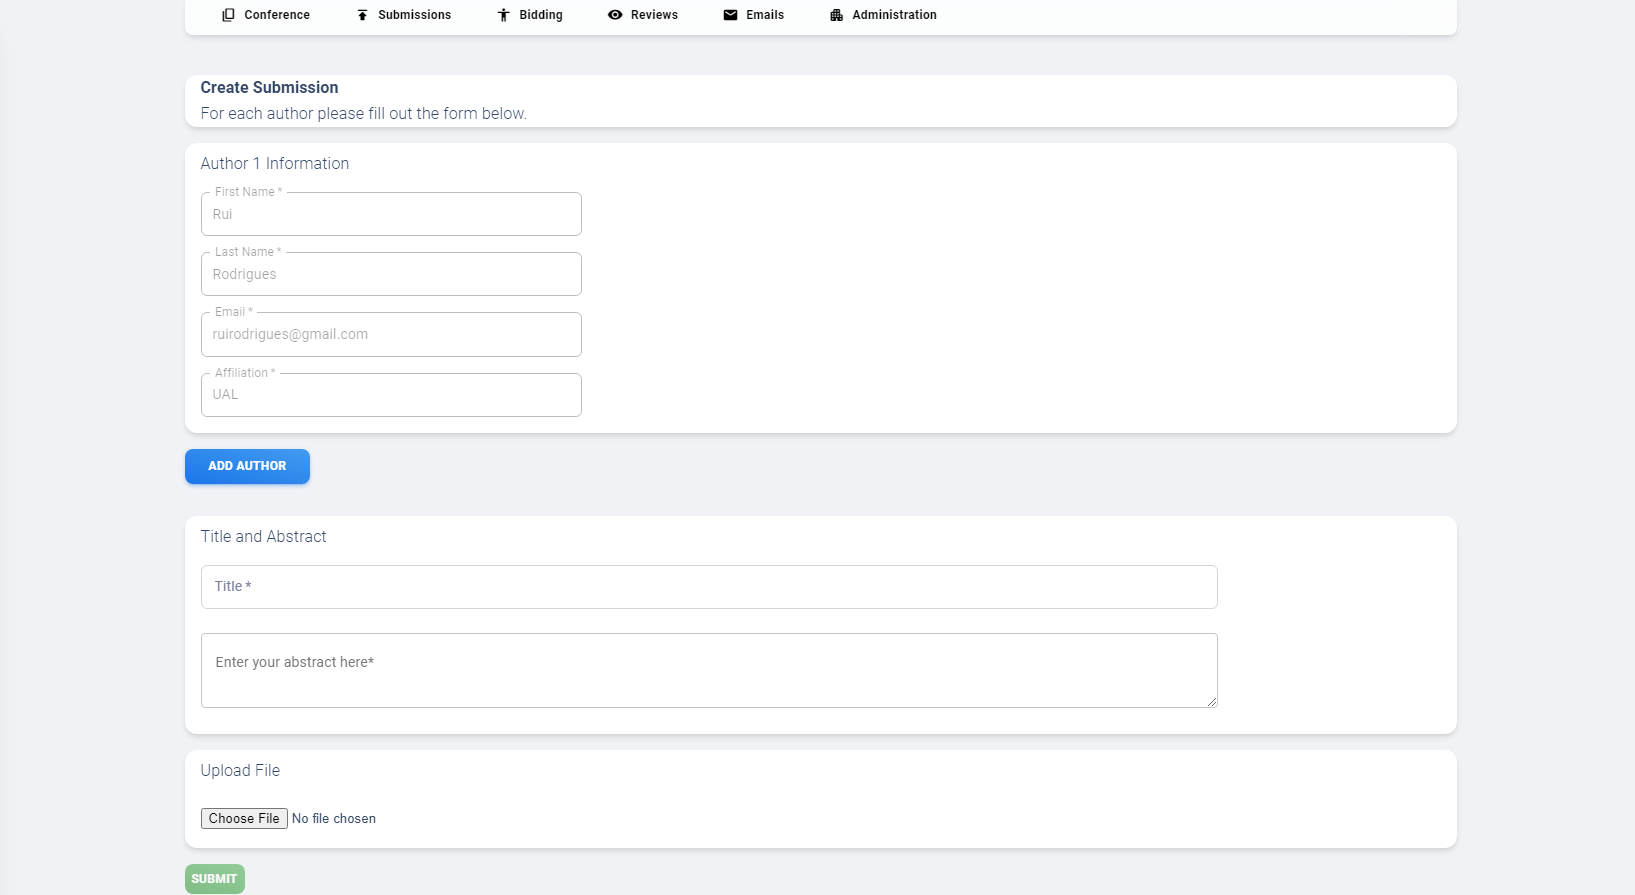 Conference Submissions Bidding Reviews Emails Administration
Create Submission
For each author please fill out the form below.
Author 1 Information
First Name *
Rui
Last Name *
Rodrigues
Email *
ruirodrigues@gmail.com
Affiliation *
UAL
ADD AUTHOR
Title and Abstract
Title *
Enter your abstract here*
Upload File
Choose File No file chosen
SUBMIT